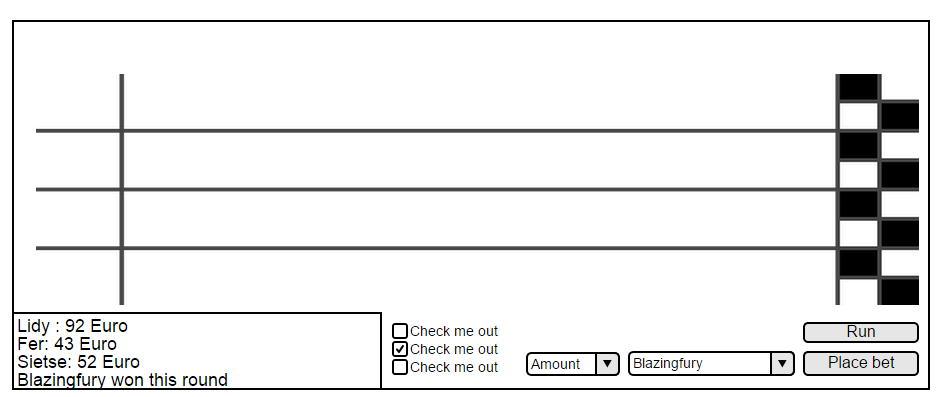 Lidy : 92 Euro
Fer: 43 Euro
Sietse: 52 Euro
Blazingfury won this round
Check me out
Check me out
Check me out
Amount
Blazingfury
Run
Place bet